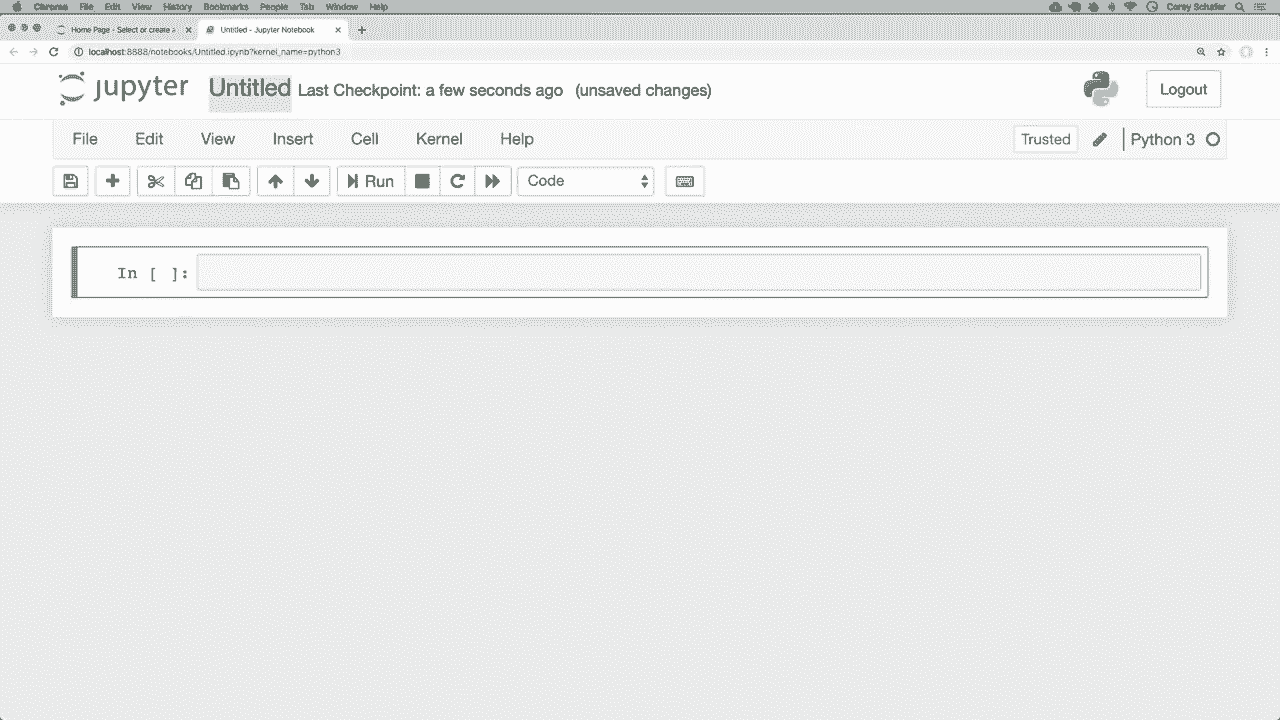 Chrome File Edit View History Bookmarks People Tab Window Help Corey Schafer
Home Page - Select or create a Untitled - Jupyter Notebook
localhost:8888/notebooks/Untitled.ipynb?kernel_name=python3
jupyter Untitled Last Checkpoint: a few seconds ago (unsaved changes) Logout
File Edit View Insert Cell Kernel Help Trusted Python 3
Run Code
In [ ]: